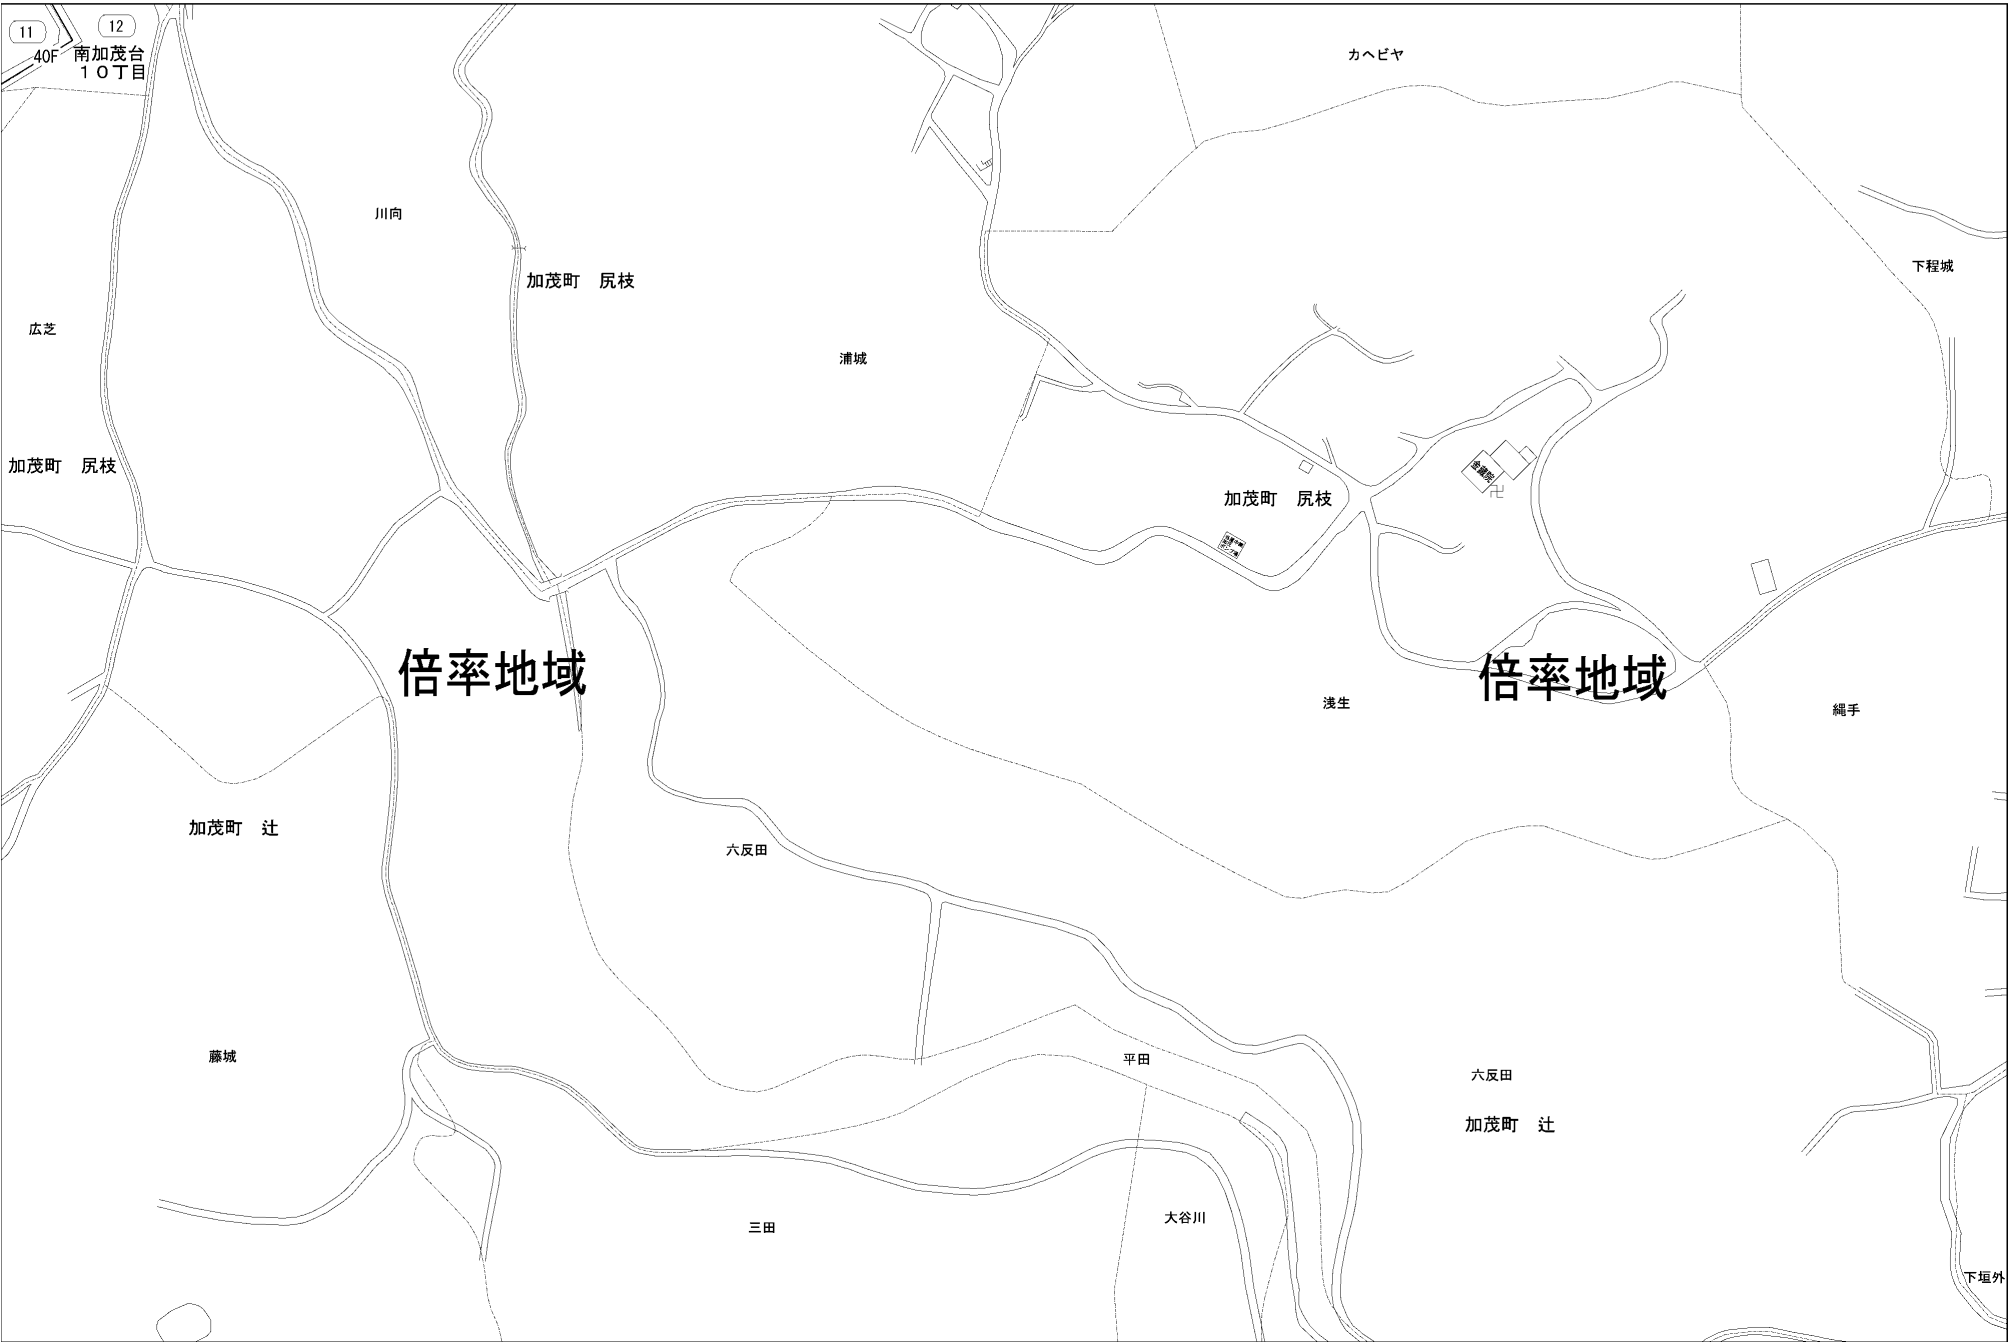 11
12
40F
南加茂台
１０丁目
カヘビヤ
川向
下程城
加茂町　尻枝
広芝
浦城
加茂町　尻枝
金蔵院
加茂町　尻枝
倍率地域
倍率地域
浅生
縄手
加茂町　辻
六反田
藤城
平田
六反田
加茂町　辻
大谷川
三田
下垣外